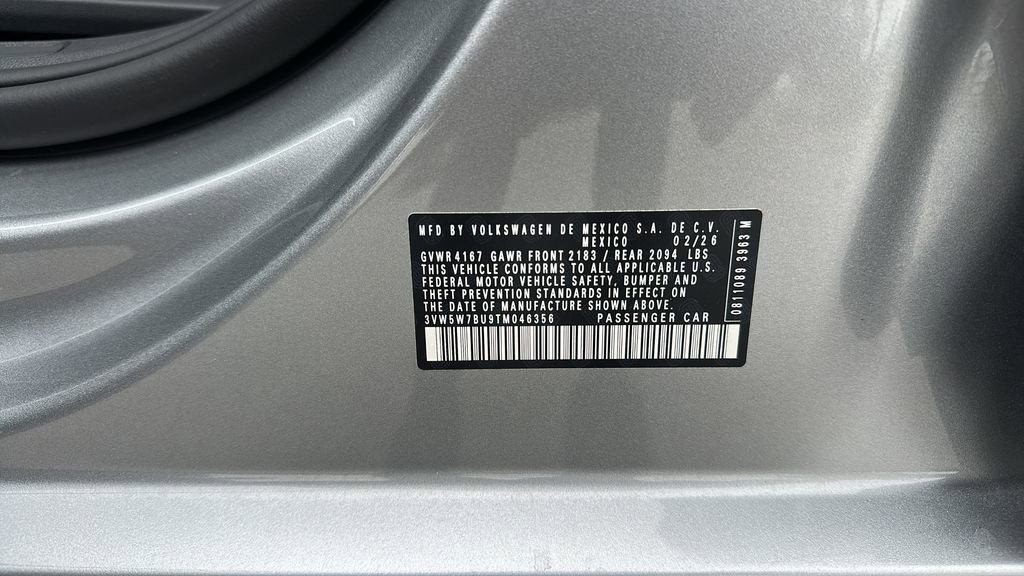 MFD BY VOLKSWAGEN DE MEXICO S.A. DE C.V.
MEXICO 02/26
GVWR 4167 GAWR FRONT 2183 / REAR 2094 LBS
THIS VEHICLE CONFORMS TO ALL APPLICABLE U.S.
FEDERAL MOTOR VEHICLE SAFETY, BUMPER AND
THEFT PREVENTION STANDARDS IN EFFECT ON
THE DATE OF MANUFACTURE SHOWN ABOVE.
3VW5W7BU9TM046356 PASSENGER CAR
0811089 3963 M